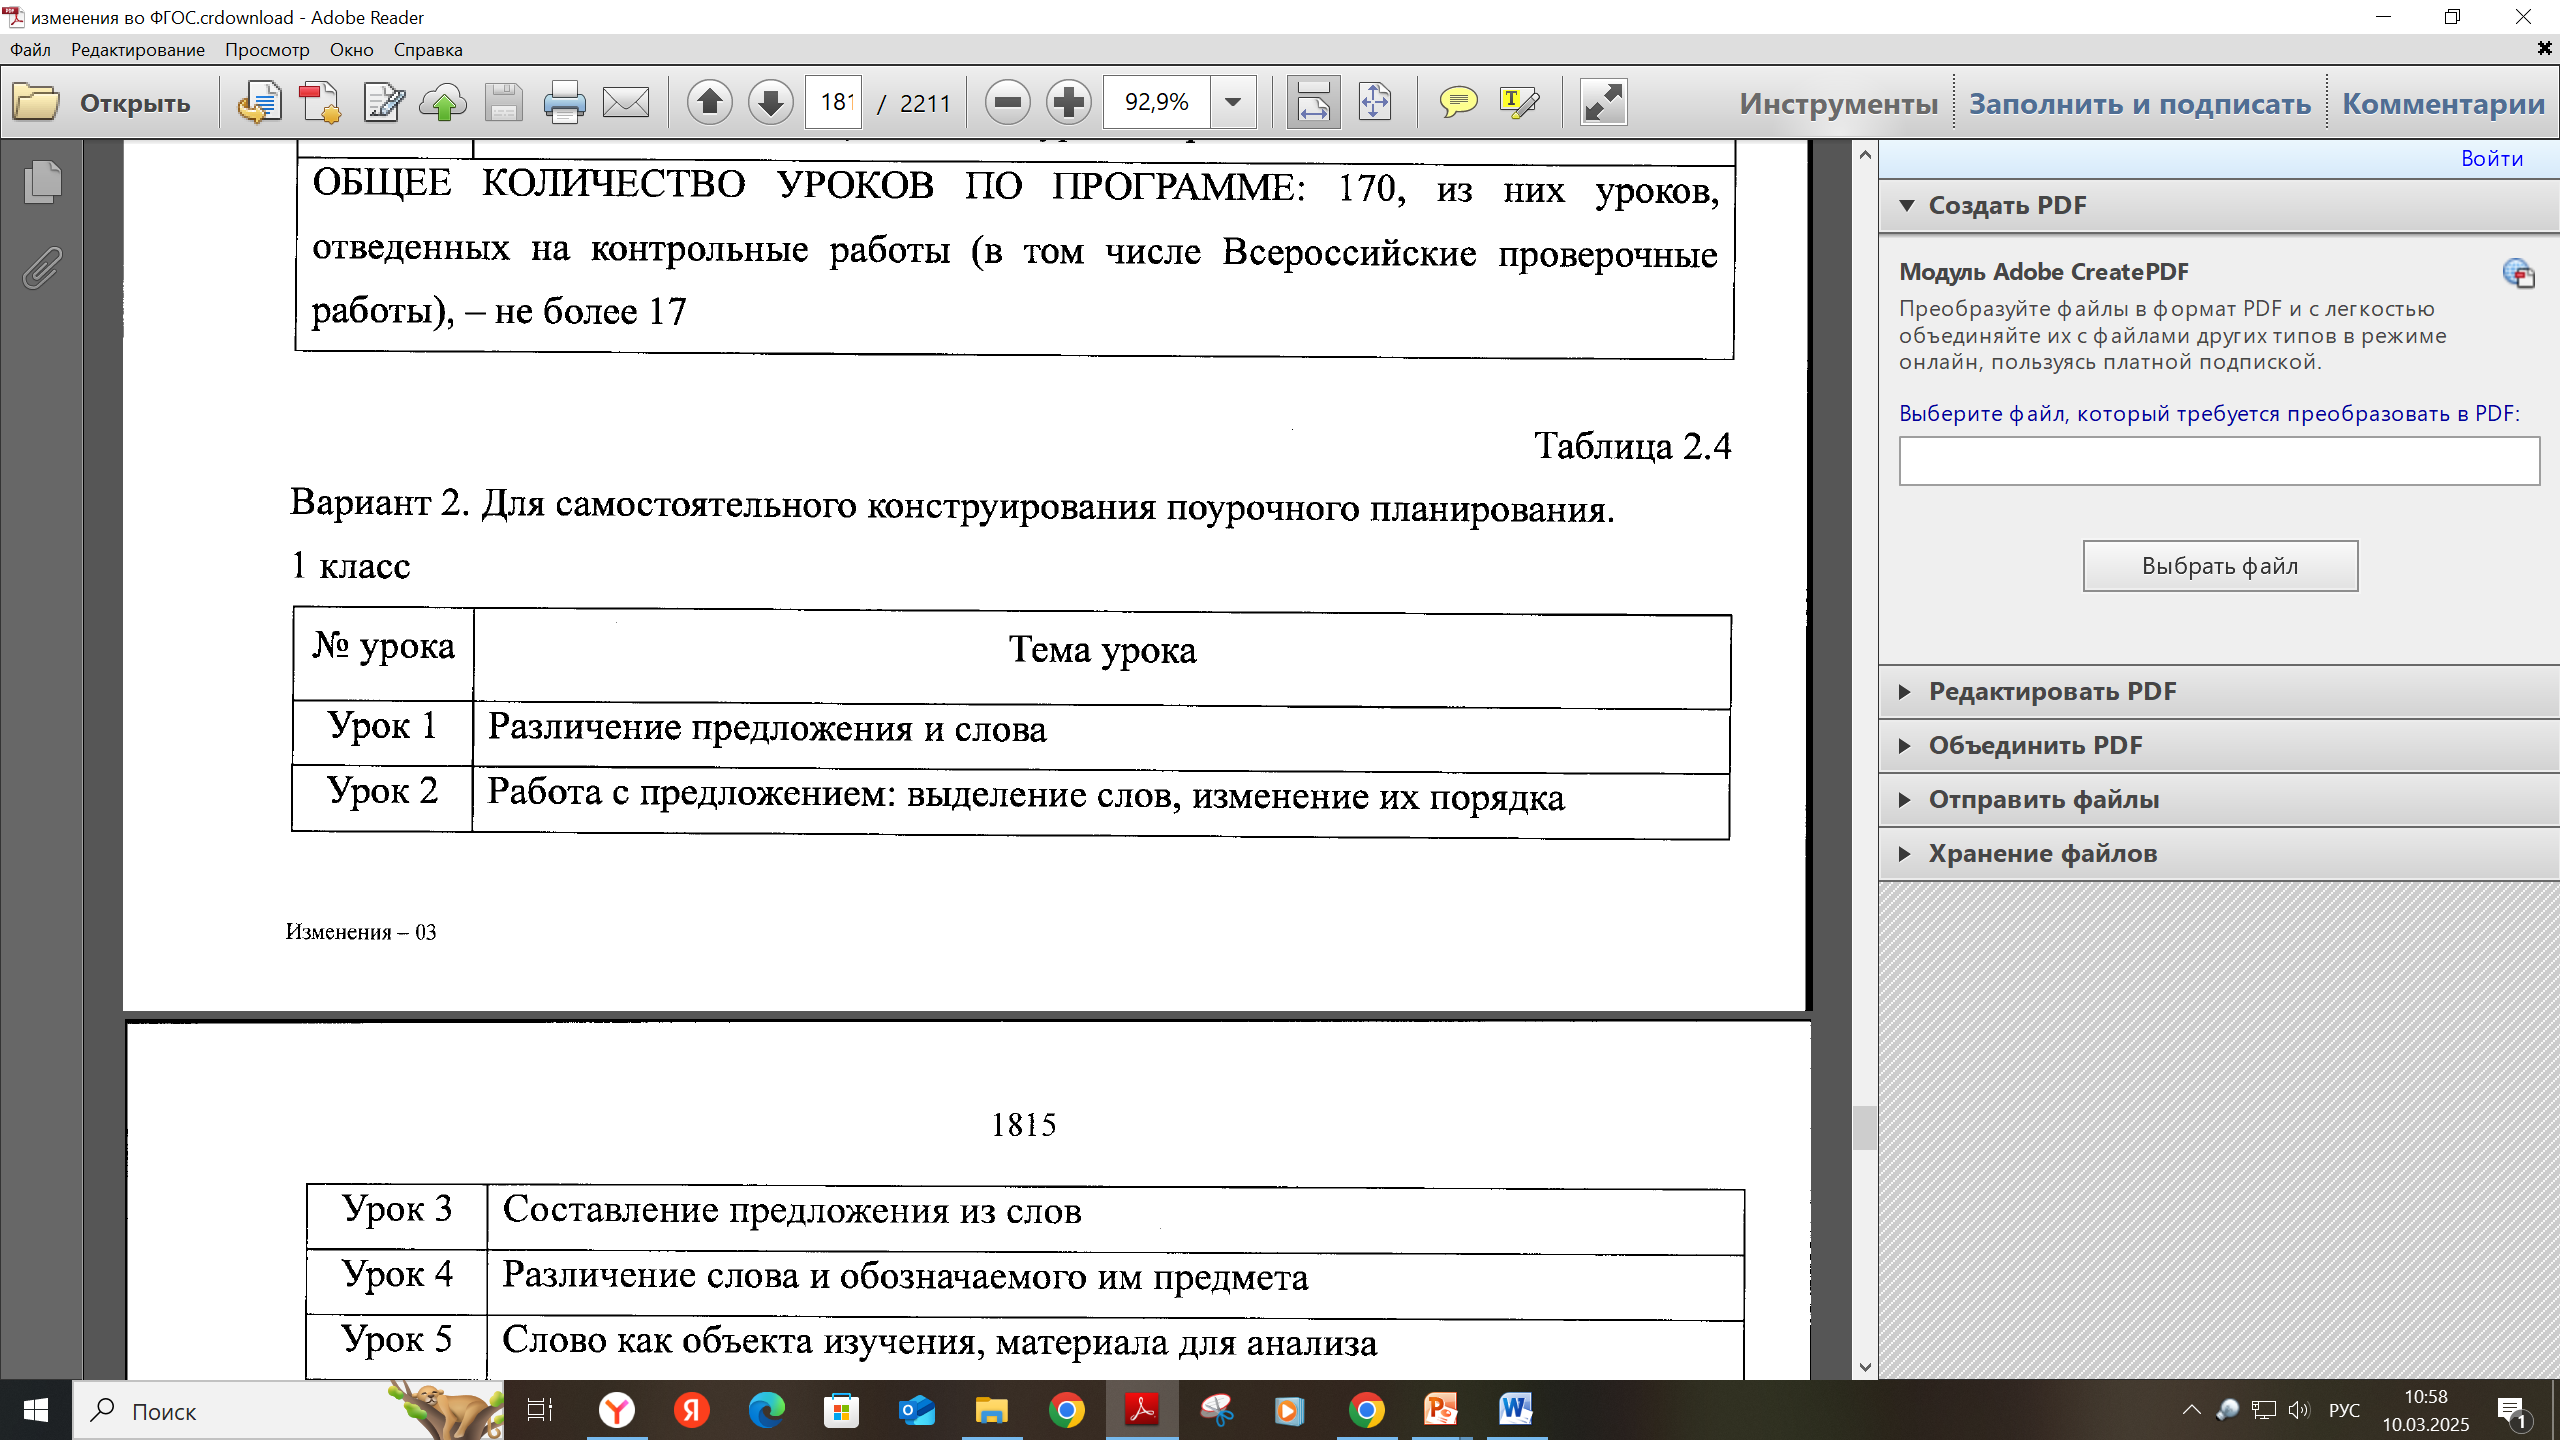 изменения во ФГОС.crdownload - Adobe Reader
Файл Редактирование Просмотр Окно Справка
Открыть 181 / 2211 92,9% Инструменты Заполнить и подписать Комментарии
ОБЩЕЕ КОЛИЧЕСТВО УРОКОВ ПО ПРОГРАММЕ: 170, из них уроков,
отведенных на контрольные работы (в том числе Всероссийские проверочные
работы), – не более 17
Таблица 2.4
Вариант 2. Для самостоятельного конструирования поурочного планирования.
1 класс
№ урока Тема урока
Урок 1 Различение предложения и слова
Урок 2 Работа с предложением: выделение слов, изменение их порядка
Изменения – 03
1815
Урок 3 Составление предложения из слов
Урок 4 Различение слова и обозначаемого им предмета
Урок 5 Слово как объекта изучения, материала для анализа
Войти
Создать PDF
Модуль Adobe CreatePDF
Преобразуйте файлы в формат PDF и с легкостью
объединяйте их с файлами других типов в режиме
онлайн, пользуясь платной подпиской.
Выберите файл, который требуется преобразовать в PDF:
Выбрать файл
Редактировать PDF
Объединить PDF
Отправить файлы
Хранение файлов
Поиск
РУС
10:58
10.03.2025
1